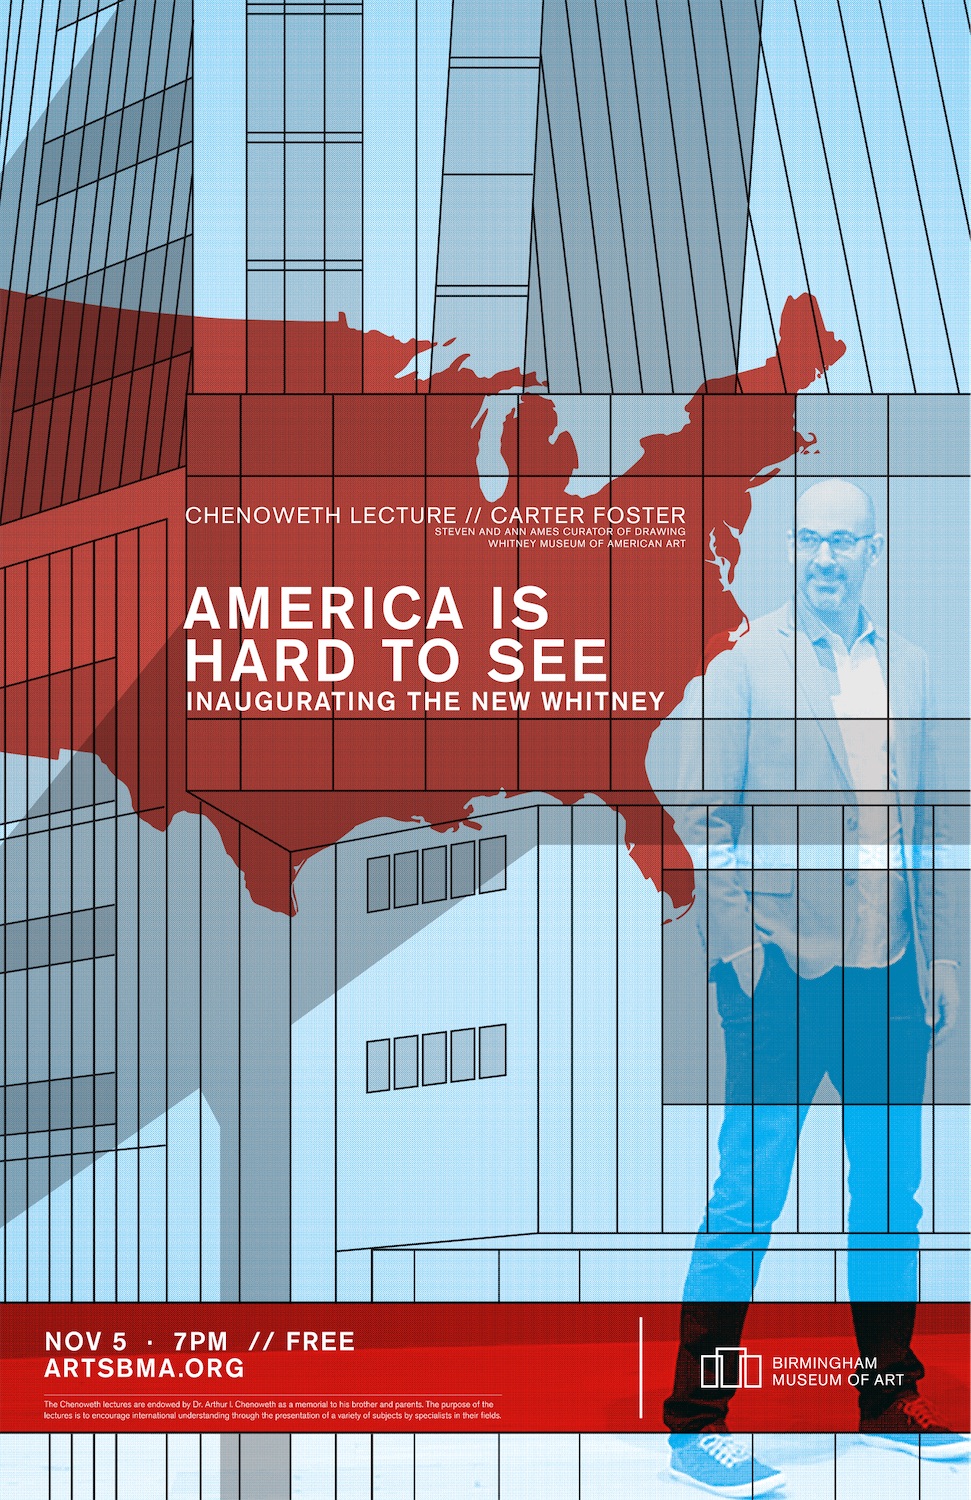 CHENOWETH LECTURE // CARTER FOSTER
STEVEN AND ANN AMES CURATOR OF DRAWING
WHITNEY MUSEUM OF AMERICAN ART
AMERICA IS
HARD TO SEE
INAUGURATING THE NEW WHITNEY
NOV 5 · 7PM // FREE
ARTSBMA.ORG
The Chenoweth lectures are endowed by Dr. Arthur I. Chenoweth as a memorial to his brother and parents. The purpose of the
lectures is to encourage international understanding through the presentation of a variety of subjects by specialists in their fields.
BIRMINGHAM
MUSEUM OF ART